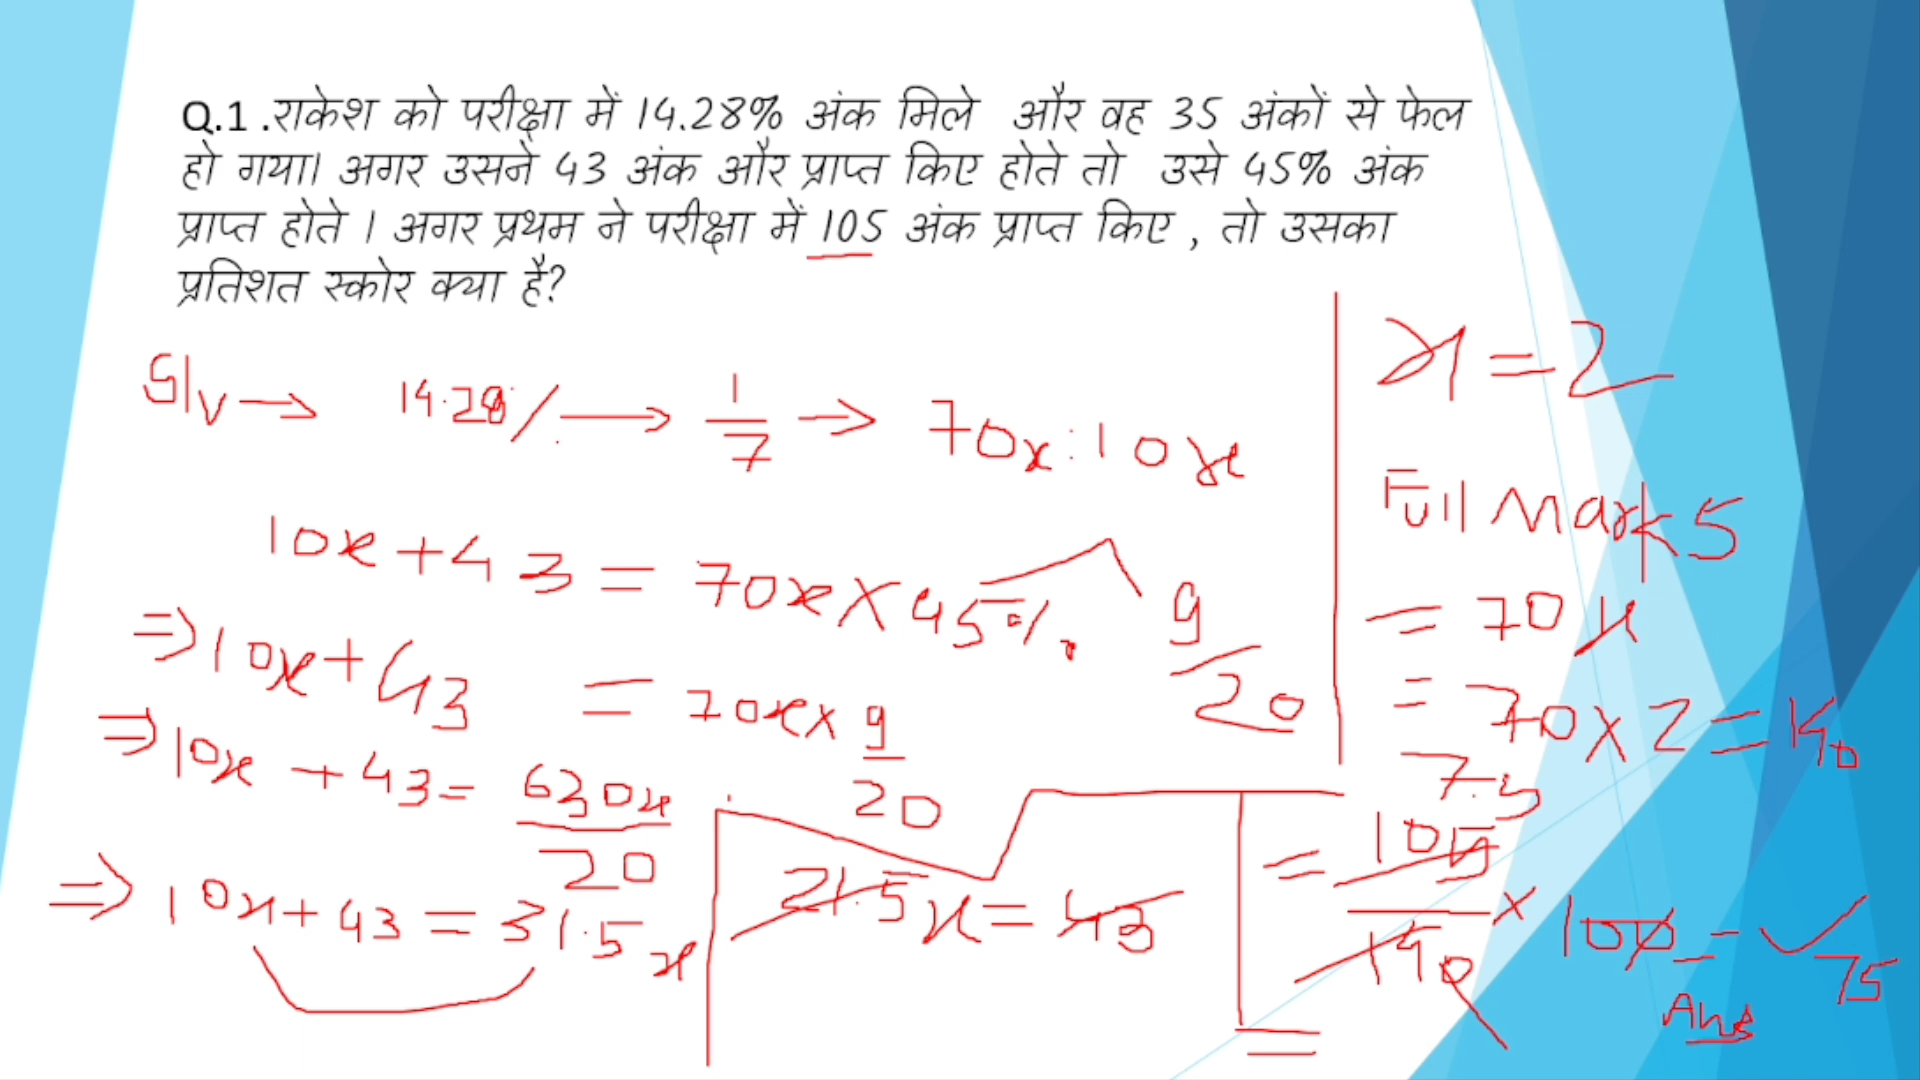 Q.1 .राकेश को परीक्षा में 14.28% अंक मिले और वह 35 अंकों से फेल
हो गया। अगर उसने 43 अंक और प्राप्त किए होते तो उसे 45% अंक
प्राप्त होते । अगर प्रथम ने परीक्षा में 105 अंक प्राप्त किए , तो उसका
प्रतिशत स्कोर क्या है?
14.28% → 1/7 → 70x:10x
10x+43 = 70x×45% 9/20
⇒10x+43 = 70x×9/20
⇒10x+43= 630x/20
⇒10x+43=31.5x
21.5x=43
x=2
Full Marks
=70x
=70×2=140
7.5
=105/140×100=75
Ans